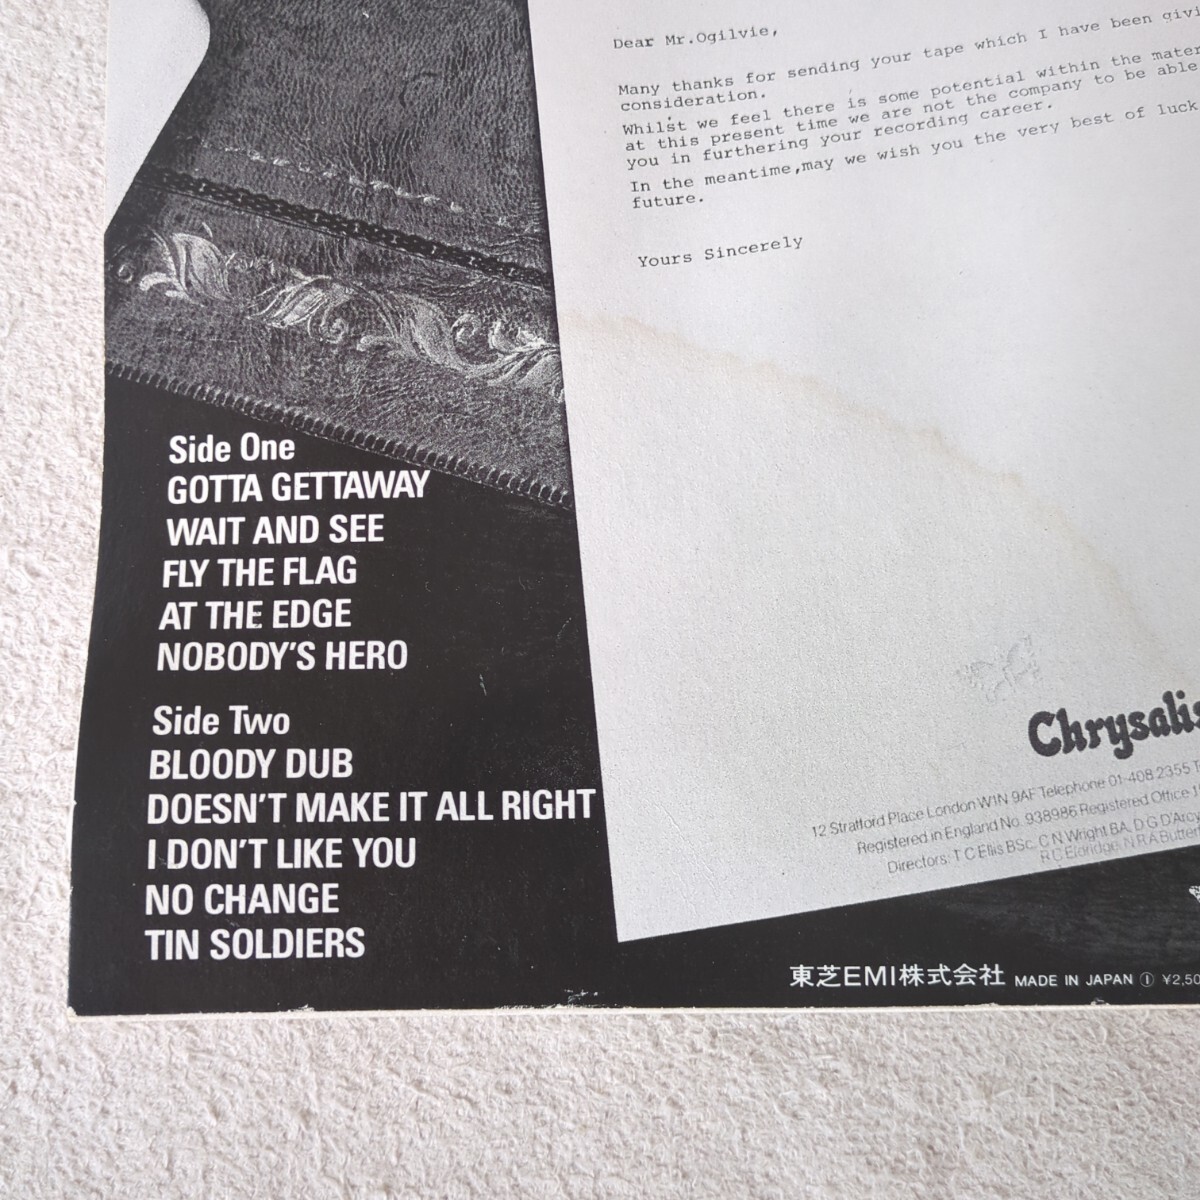 Dear Mr.Ogilvie,
Many thanks for sending your tape which I have been
consideration.
Whilst we feel there is some potential within the
at this present time we are not the company to be able
you in furthering your recording career.
In the meantime,may we wish you the very best of luck
future.
Yours Sincerely
Side One
GOTTA GETTAWAY
WAIT AND SEE
FLY THE FLAG
AT THE EDGE
NOBODY'S HERO
Side Two
BLOODY DUB
DOESN'T MAKE IT ALL RIGHT
I DON'T LIKE YOU
NO CHANGE
TIN SOLDIERS
Chrysalis
12 Stratford Place London W1N 9AF Telephone 01-408 2355
Registered in England No. 938986 Registered Office
Directors: T C Ellis BSc, C N Wright BA, D G D'Arcy
R C Eldridge, N R A
東芝EMI株式会社 MADE IN JAPAN Ⓘ ¥2,50